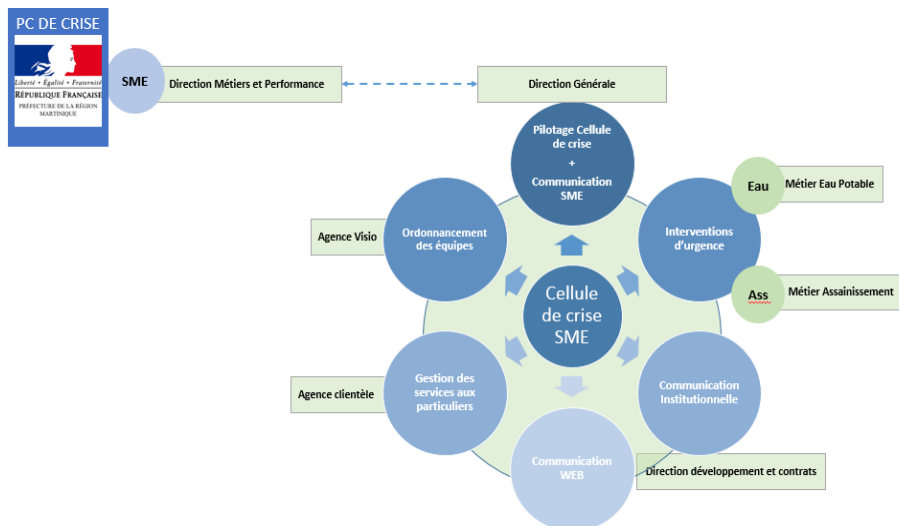 PC DE CRISE
Liberté • Égalité • Fraternité
RÉPUBLIQUE FRANÇAISE
PRÉFECTURE DE LA RÉGION
MARTINIQUE
SME
Direction Métiers et Performance
Direction Générale
Pilotage Cellule
de crise
+
Communication
SME
Eau
Métier Eau Potable
Agence Visio
Ordonnancement
des équipes
Interventions
d'urgence
Ass
Métier Assainissement
Cellule
de crise
SME
Agence clientèle
Gestion des
services aux
particuliers
Communication
Institutionnelle
Communication
WEB
Direction développement et contrats